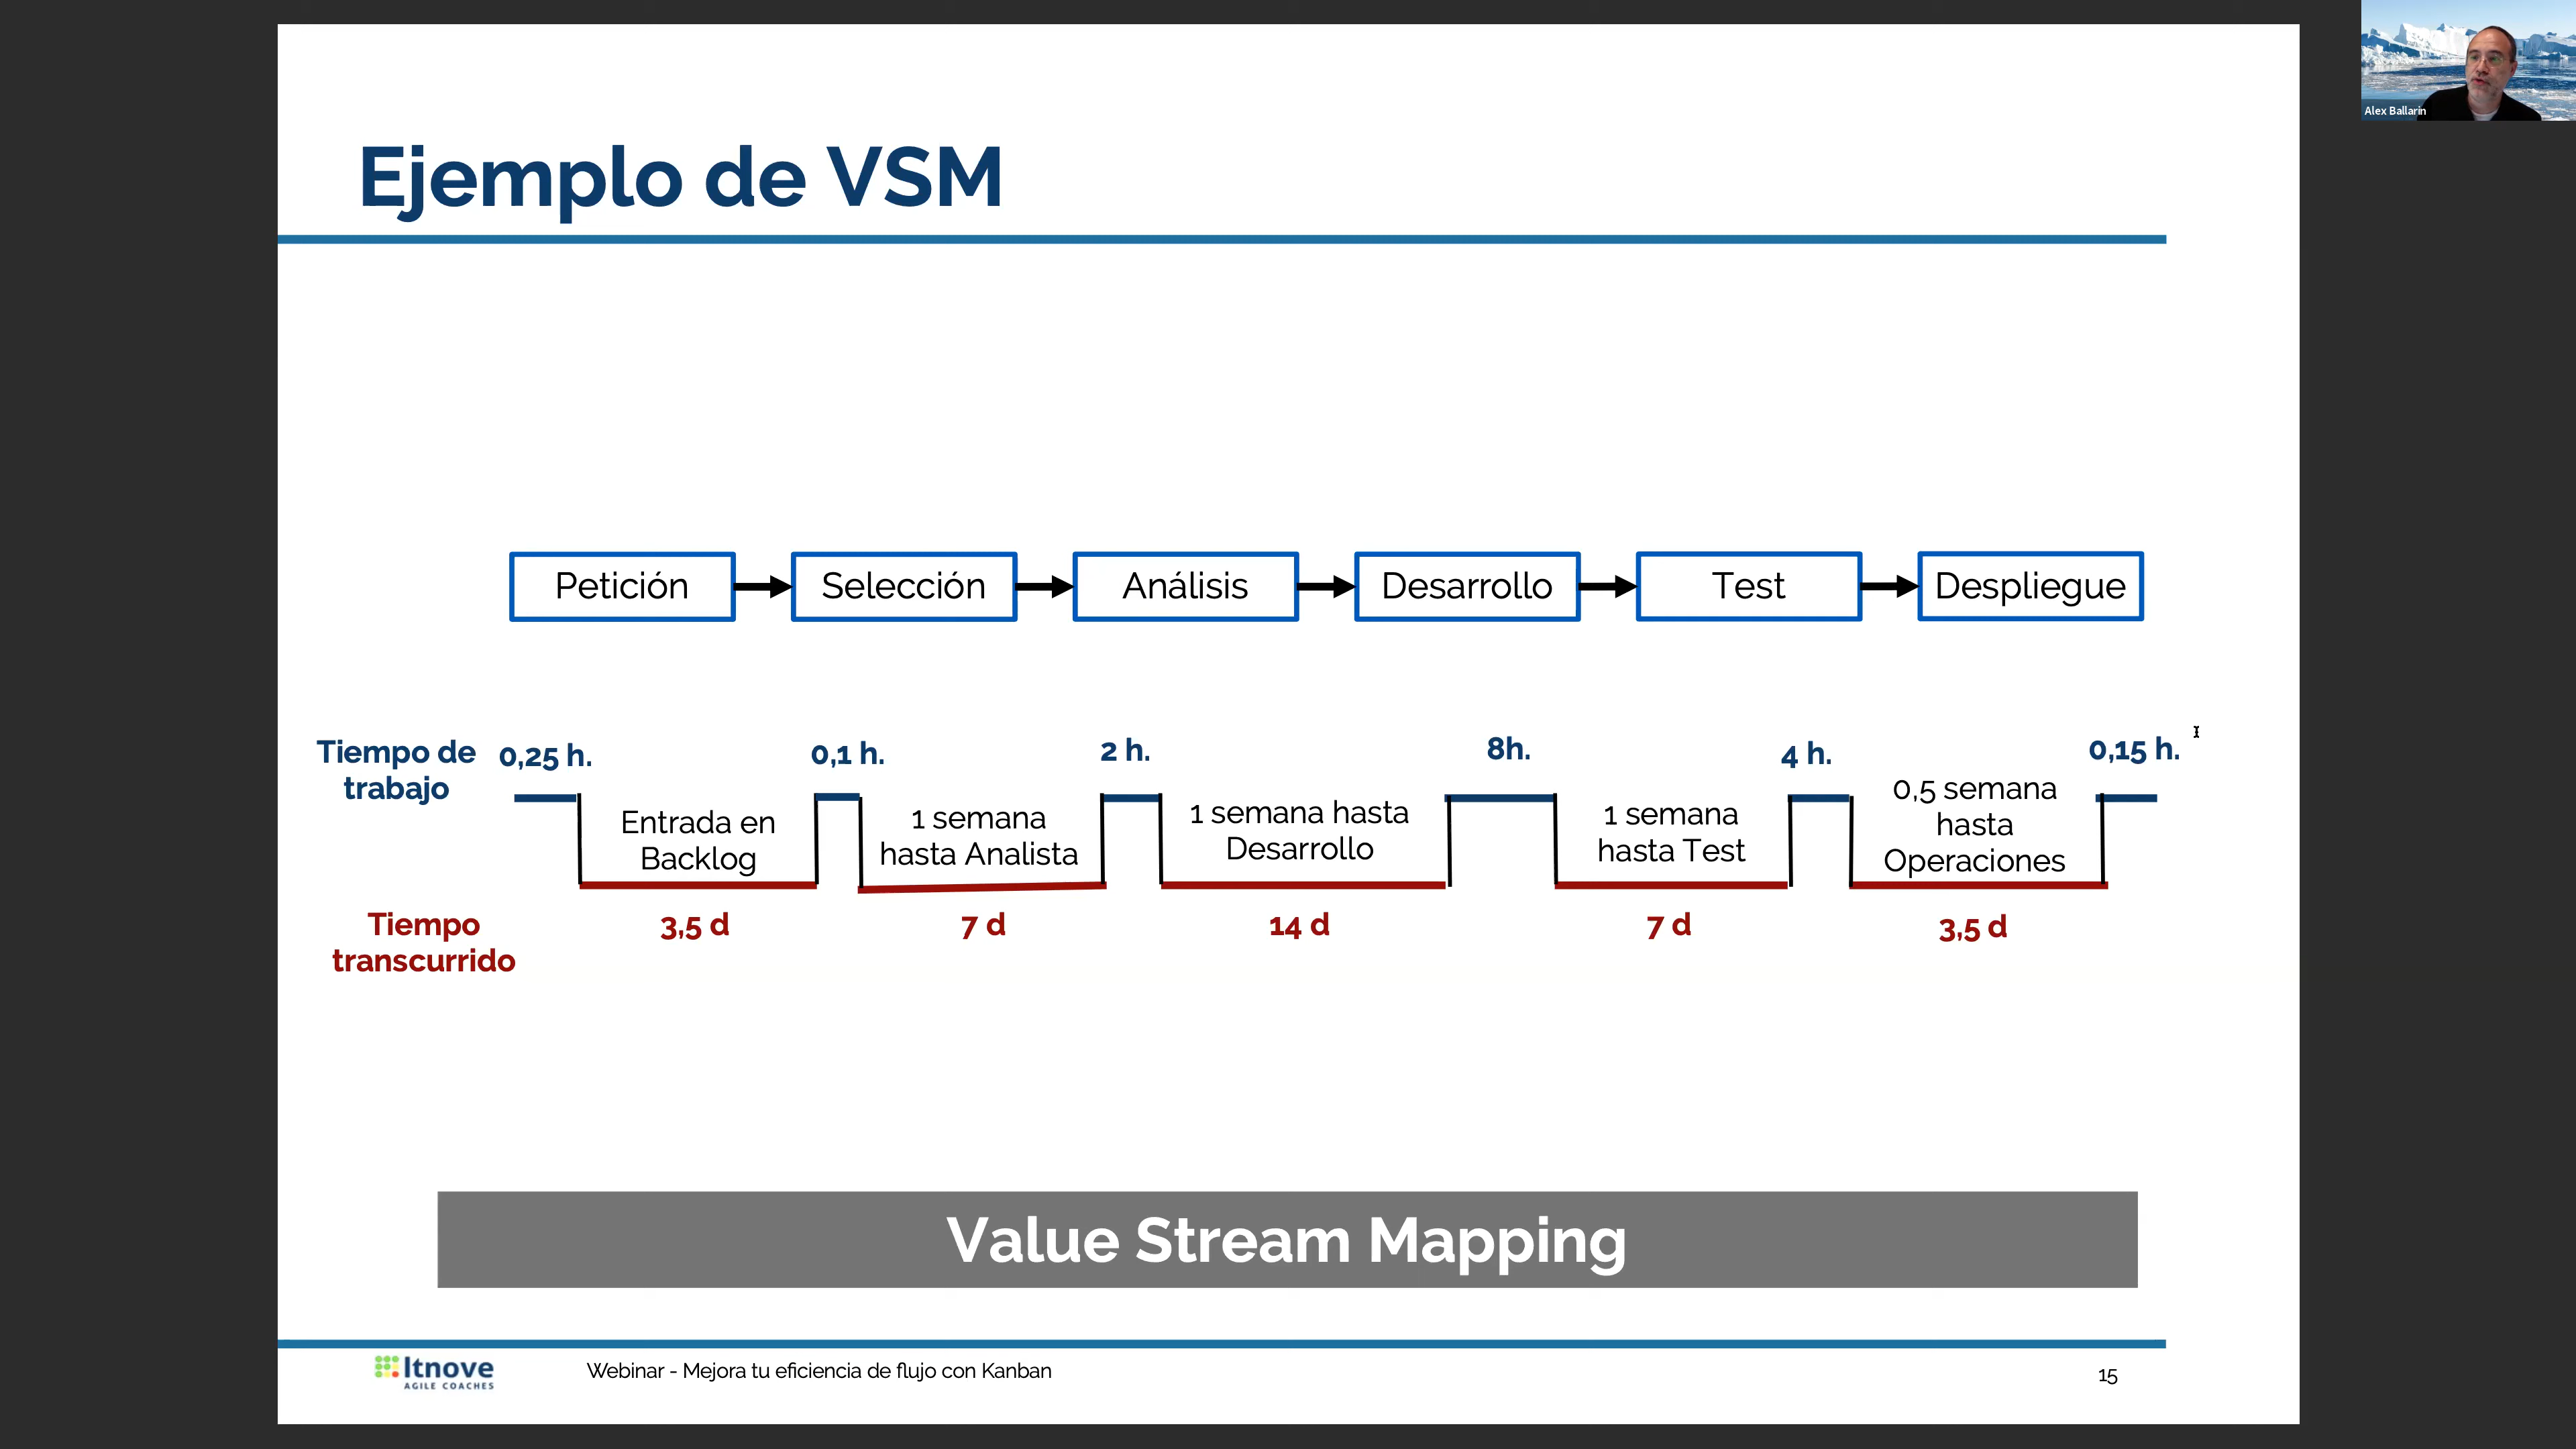 Alex Ballarin
Ejemplo de VSM
Petición
Selección
Análisis
Desarrollo
Test
Despliegue
Tiempo de
trabajo
0,25 h.
0,1 h.
2 h.
8h.
4 h.
0,15 h.
Entrada en
Backlog
1 semana
hasta Analista
1 semana hasta
Desarrollo
1 semana
hasta Test
0,5 semana
hasta
Operaciones
Tiempo
transcurrido
3,5 d
7 d
14 d
7 d
3,5 d
Value Stream Mapping
Itnove
AGILE COACHES
Webinar - Mejora tu eficiencia de flujo con Kanban
15